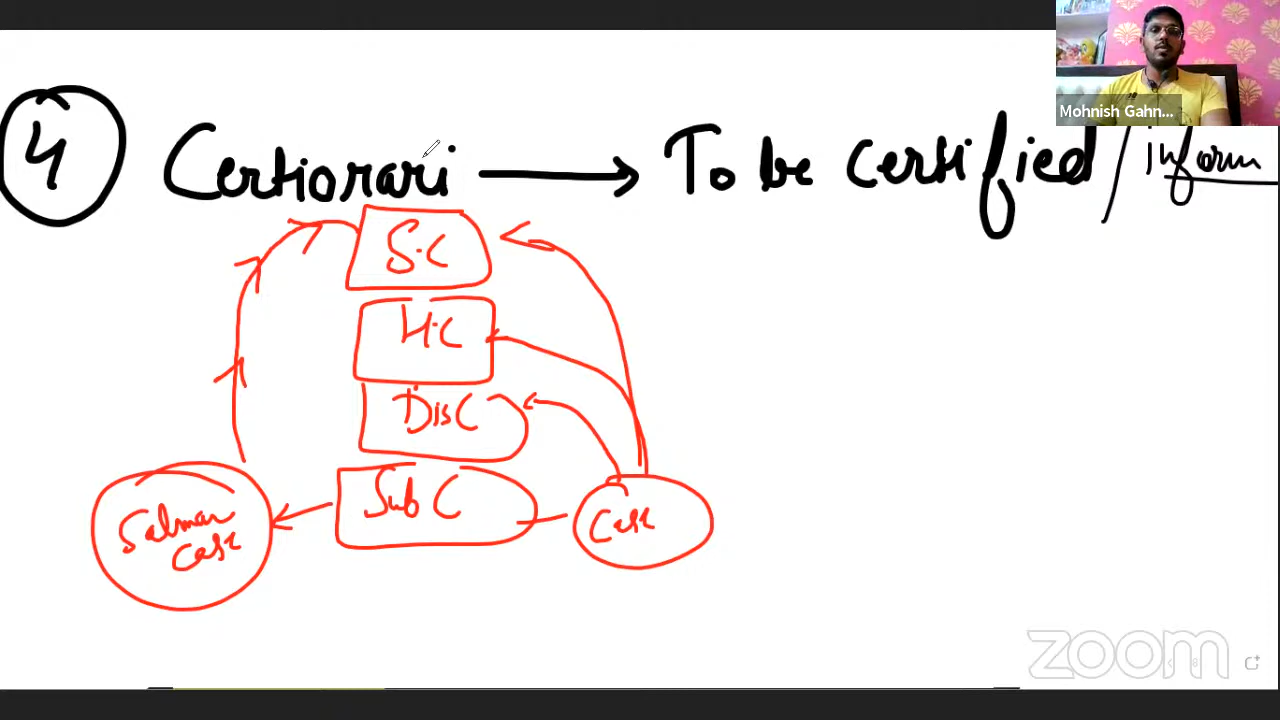 Mohnish Gahn...
4 Certiorari → To be certified / inform
S.C
H.C
Dis C
Sub C
Case
Salman
Case
zoom